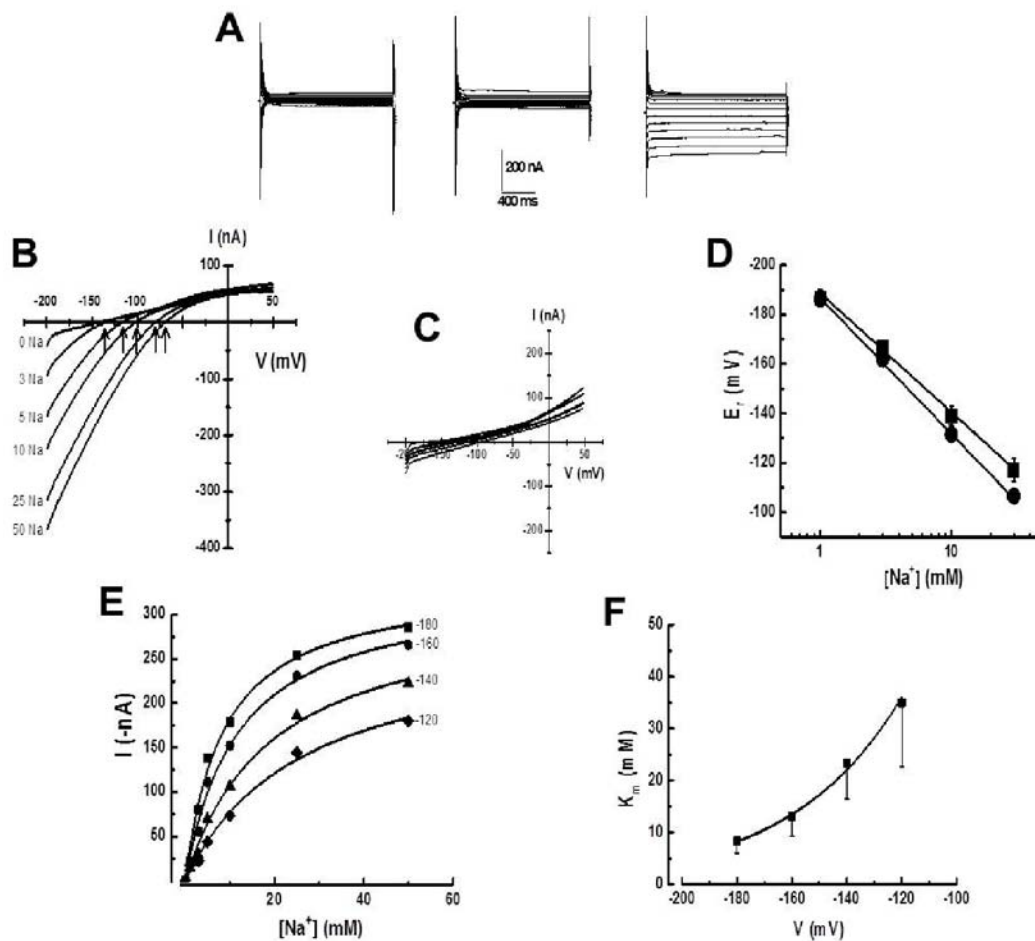 A
200 nA
400 ms
B
I (nA)
100
-200 -150 -100 -50 50
V (mV)
0 Na
3 Na
5 Na
10 Na
25 Na
50 Na
-100
-200
-300
-400
C
I (nA)
200
100
-200 -150 -100 -50 50
V (mV)
-100
-200
D
-200
-180
-160
-140
-120
-100
1 10
Er (mV)
[Na+] (mM)
E
300
250
200
150
100
50
20 40 60
-180
-160
-140
-120
I (-nA)
[Na+] (mM)
F
50
40
30
20
10
0
-200 -180 -160 -140 -120 -100
Km (mM)
V (mV)